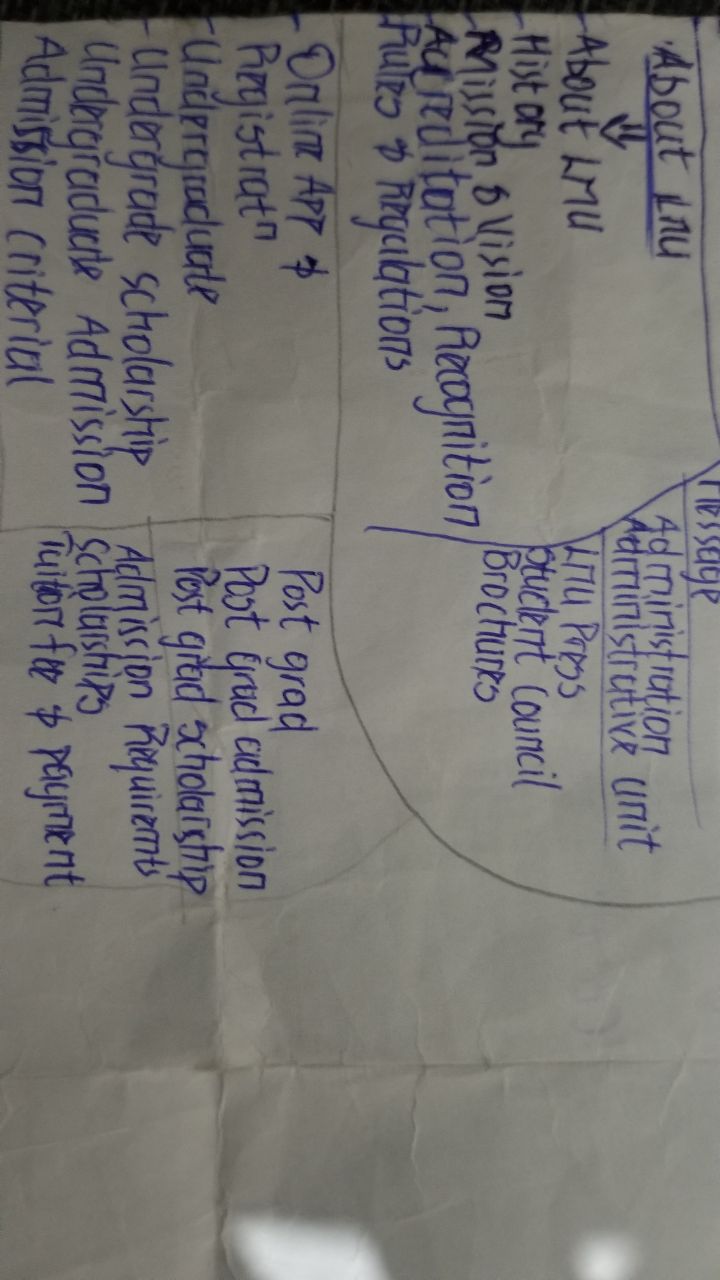 About LMU
- About LMU
- History
- Mission & Vision
- Accreditation, Recognition
Rules & Regulations
Message
Administration
Administrative unit
LMU Press
Student Council
Brochures
- Online App &
Registratn
- Undergraduate
- Undergrade scholarship
Undergraduate Admission
Admission Criterial
Post grad
Post grad admission
Post grad scholarship
Admission Requirements
Scholarships
Tuition fee & payment